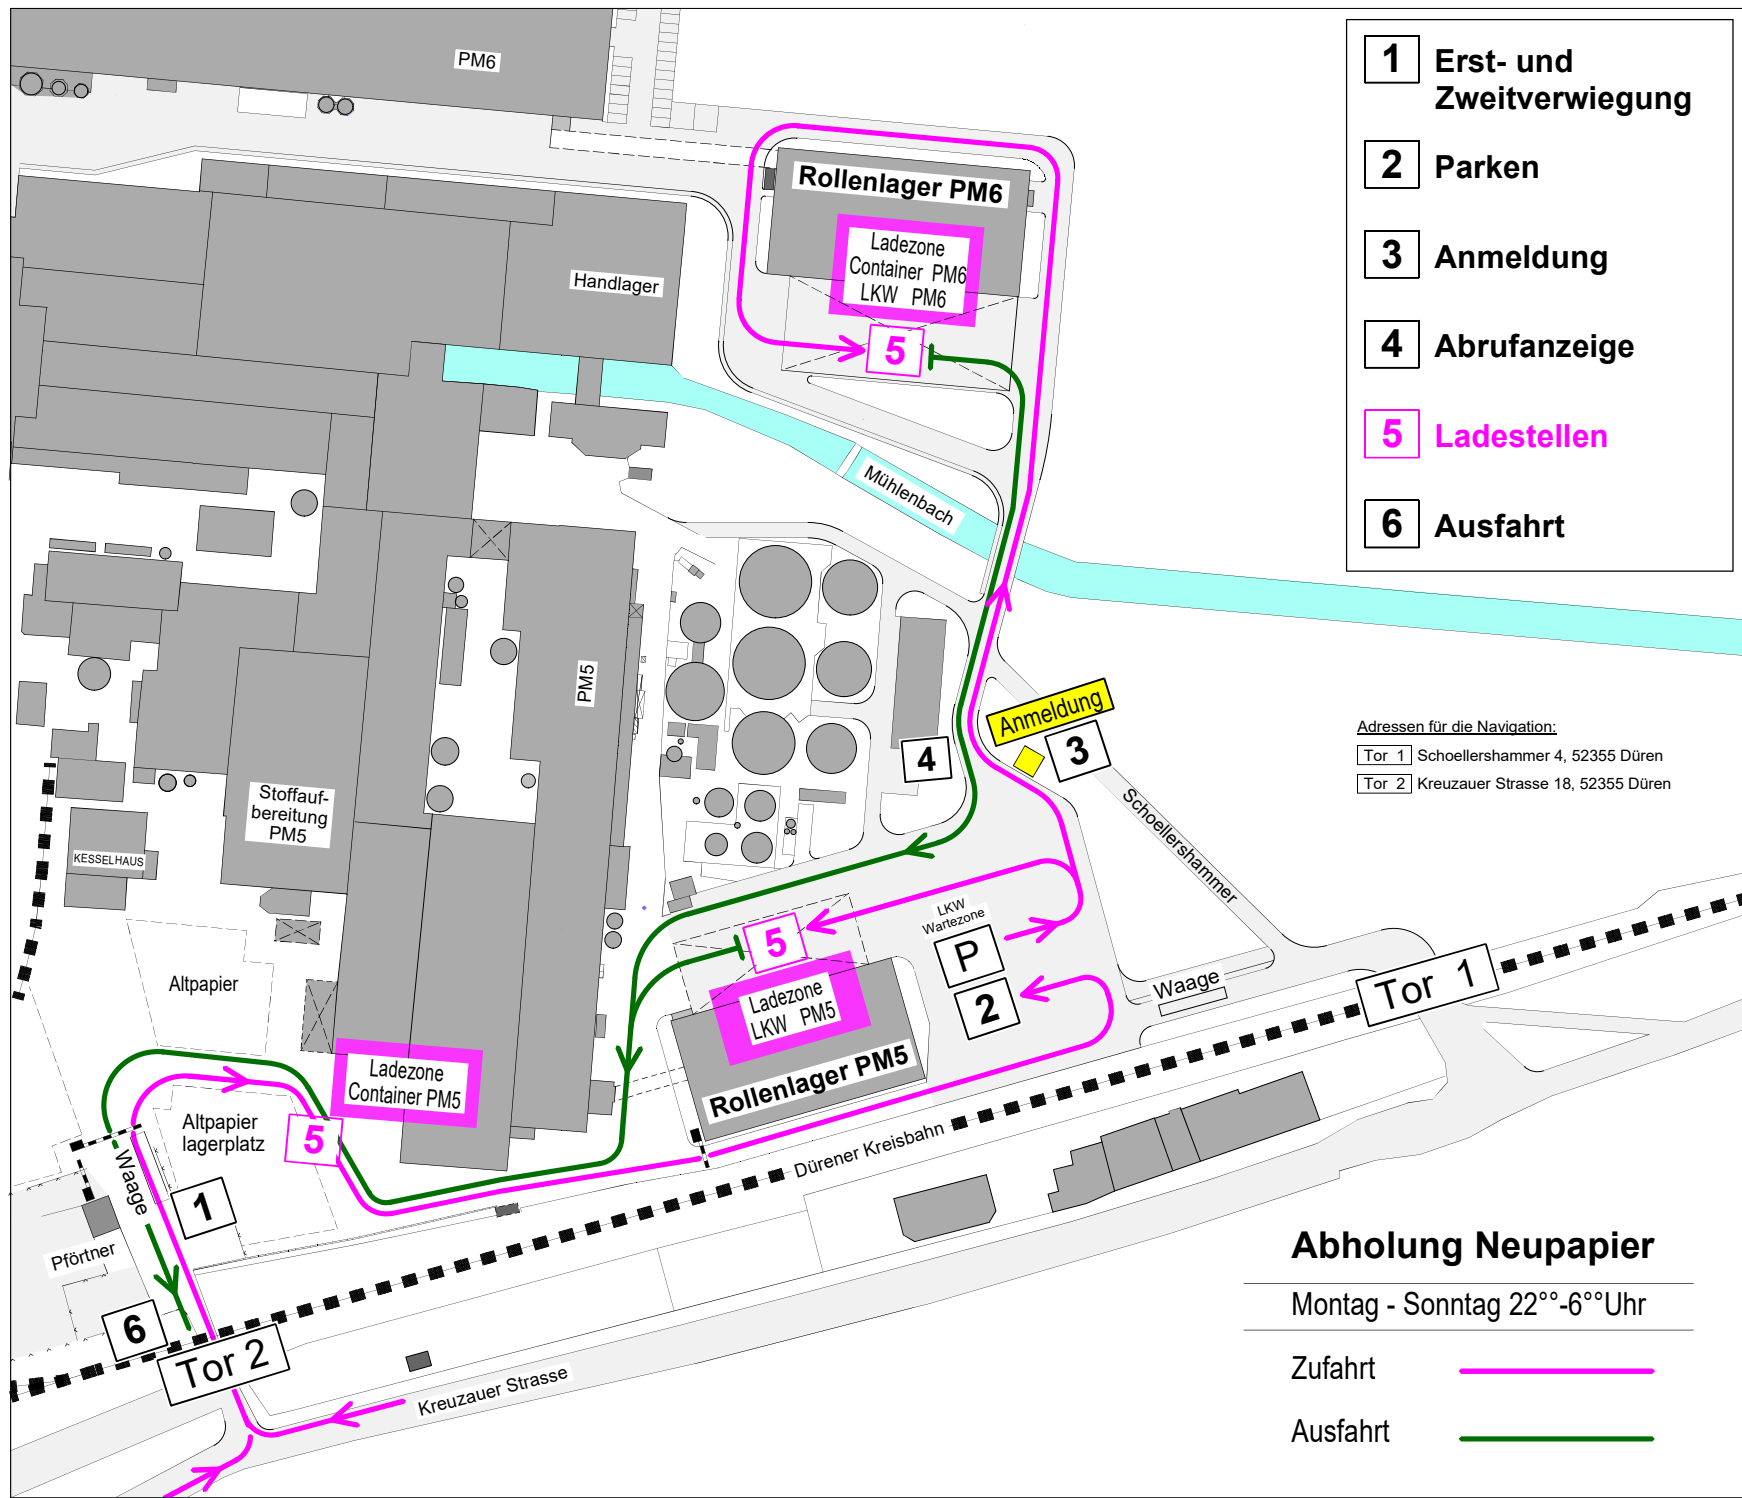 PM6
1 Erst- und
Zweitverwiegung
2 Parken
3 Anmeldung
4 Abrufanzeige
5 Ladestellen
6 Ausfahrt
Rollenlager PM6
Ladezone
Container PM6
LKW PM6
5
Handlager
Mühlenbach
PM5
Anmeldung
3
4
Adressen für die Navigation:
Tor 1 Schoellershammer 4, 52355 Düren
Tor 2 Kreuzauer Strasse 18, 52355 Düren
Stoffauf-
bereitung
PM5
KESSELHAUS
Schoellershammer
LKW
Wartezone
P
2
5
Ladezone
LKW PM5
Rollenlager PM5
Waage
Tor 1
Altpapier
Ladezone
Container PM5
5
Altpapier
lagerplatz
Dürener Kreisbahn
Waage
1
Pförtner
6
Tor 2
Kreuzauer Strasse
Abholung Neupapier
Montag - Sonntag 22°°-6°°Uhr
Zufahrt
Ausfahrt